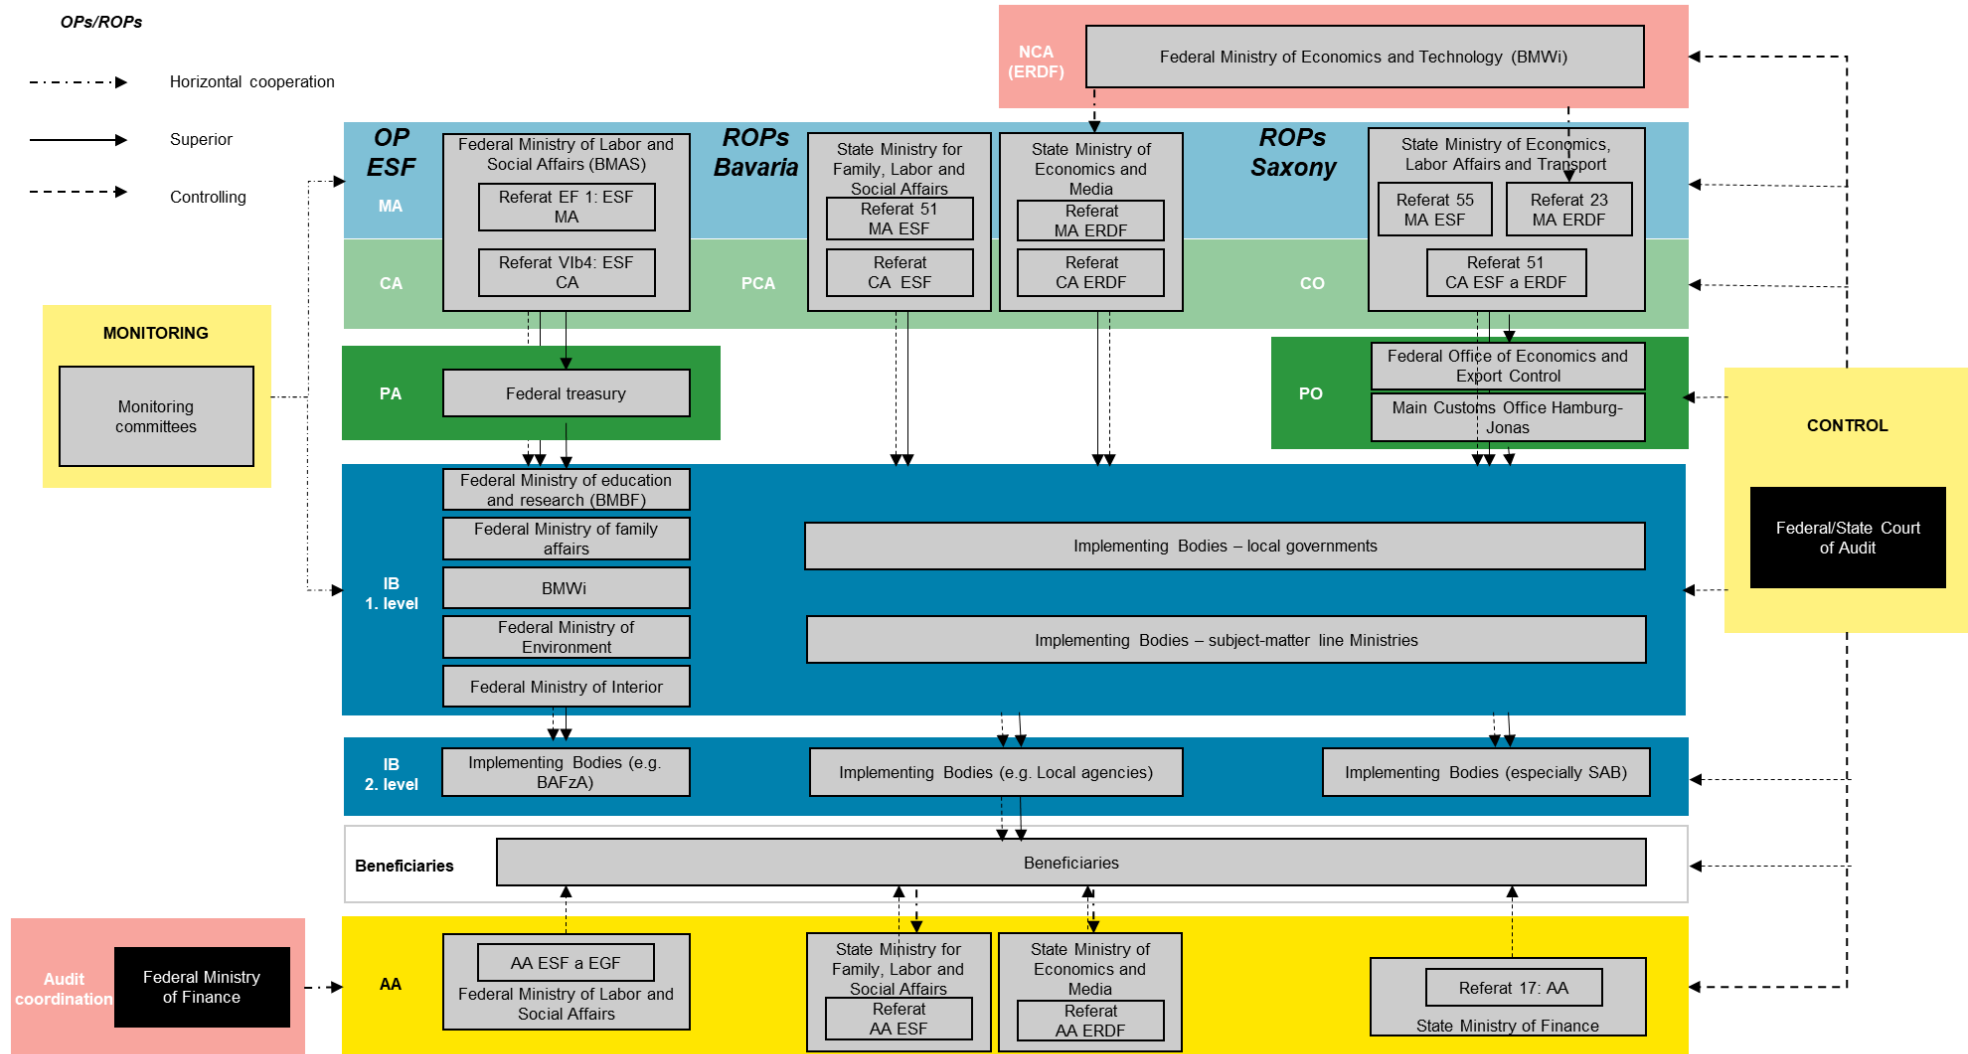 OPs/ROPs
Horizontal cooperation
Superior
Controlling
NCA
(ERDF)
Federal Ministry of Economics and Technology (BMWi)
OP
ESF
MA
Federal Ministry of Labor and
Social Affairs (BMAS)
Referat EF 1: ESF
MA
ROPs
Bavaria
State Ministry for
Family, Labor and
Social Affairs
Referat 51
MA ESF
State Ministry of
Economics and
Media
Referat
MA ERDF
ROPs
Saxony
State Ministry of Economics,
Labor Affairs and Transport
Referat 55
MA ESF
Referat 23
MA ERDF
CA
Referat VIb4: ESF
CA
PCA
Referat
CA ESF
Referat
CA ERDF
CO
Referat 51
CA ESF a ERDF
MONITORING
Monitoring
committees
PA
Federal treasury
PO
Federal Office of Economics and
Export Control
Main Customs Office Hamburg-
Jonas
CONTROL
Federal/State Court
of Audit
IB
1. level
Federal Ministry of education
and research (BMBF)
Federal Ministry of family
affairs
BMWi
Federal Ministry of
Environment
Federal Ministry of Interior
Implementing Bodies – local governments
Implementing Bodies – subject-matter line Ministries
IB
2. level
Implementing Bodies (e.g.
BAFzA)
Implementing Bodies (e.g. Local agencies)
Implementing Bodies (especially SAB)
Beneficiaries
Beneficiaries
Audit
coordination
Federal Ministry
of Finance
AA
AA ESF a EGF
Federal Ministry of Labor and
Social Affairs
State Ministry for
Family, Labor and
Social Affairs
Referat
AA ESF
State Ministry of
Economics and
Media
Referat
AA ERDF
Referat 17: AA
State Ministry of Finance